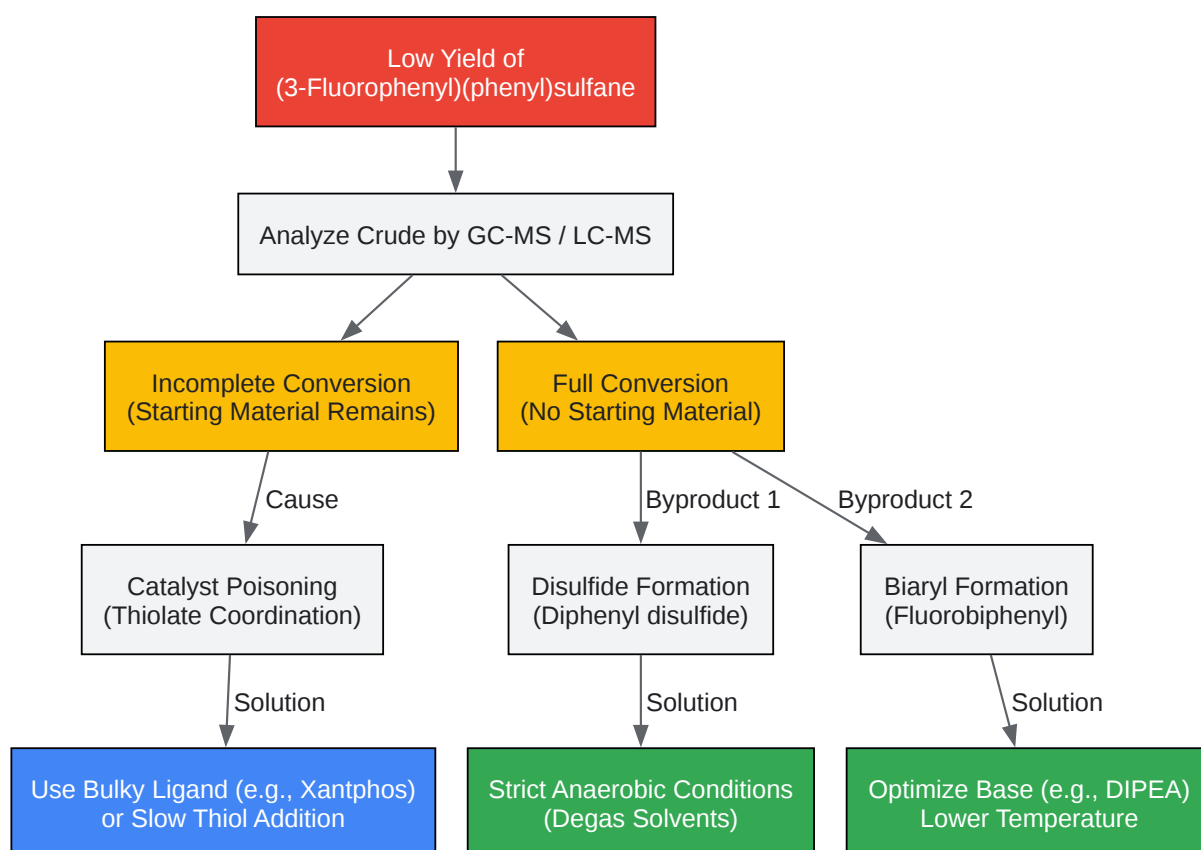 Low Yield of
(3-Fluorophenyl)(phenyl)sulfane
Analyze Crude by GC-MS / LC-MS
Incomplete Conversion
(Starting Material Remains)
Full Conversion
(No Starting Material)
Cause
Byproduct 1
Byproduct 2
Catalyst Poisoning
(Thiolate Coordination)
Disulfide Formation
(Diphenyl disulfide)
Biaryl Formation
(Fluorobiphenyl)
Solution
Solution
Solution
Use Bulky Ligand (e.g., Xantphos)
or Slow Thiol Addition
Strict Anaerobic Conditions
(Degas Solvents)
Optimize Base (e.g., DIPEA)
Lower Temperature